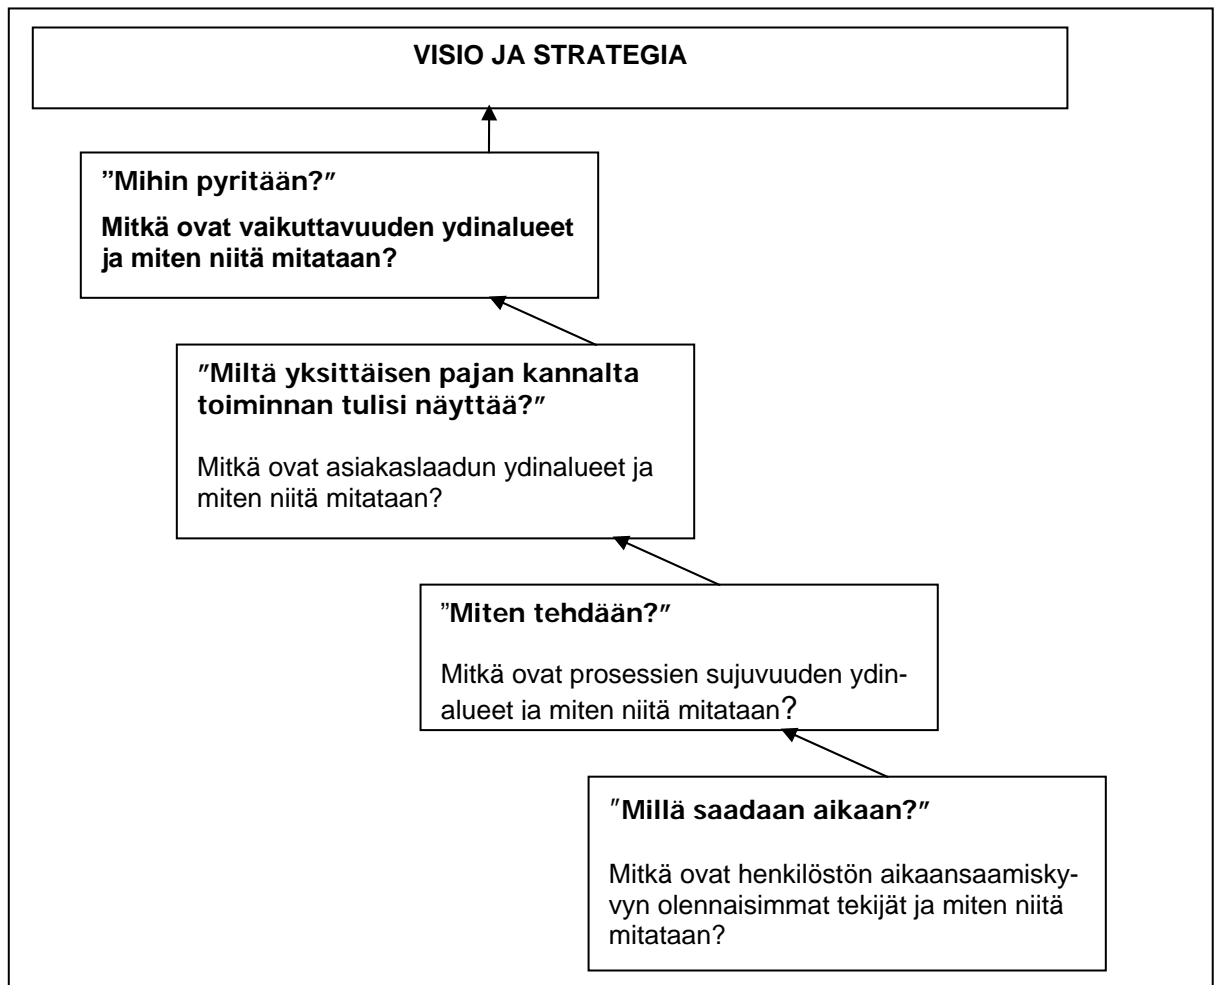 VISIO JA STRATEGIA
”Mihin pyritään?”
Mitkä ovat vaikuttavuuden ydinalueet
ja miten niitä mitataan?
”Miltä yksittäisen pajan kannalta
toiminnan tulisi näyttää?”
Mitkä ovat asiakaslaadun ydinalueet ja
miten niitä mitataan?
”Miten tehdään?”
Mitkä ovat prosessien sujuvuuden ydin-
alueet ja miten niitä mitataan?
”Millä saadaan aikaan?”
Mitkä ovat henkilöstön aikaansaamisky-
vyn olennaisimmat tekijät ja miten niitä
mitataan?